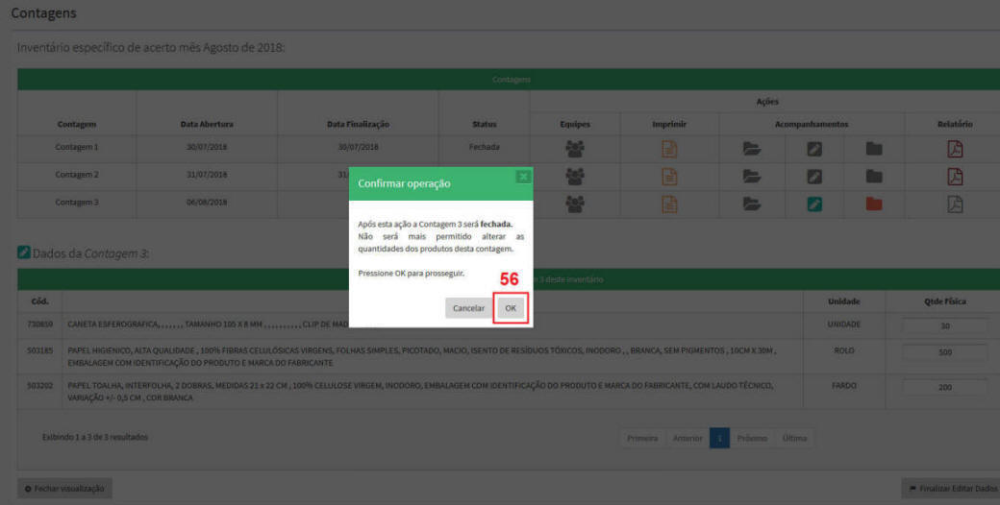 Contagens
Inventário específico de acerto mês Agosto de 2018:
Contagens
Ações
Contagem Data Abertura Data Finalização Status Equipes Imprimir Acompanhamentos Relatório
Contagem 1 30/07/2018 30/07/2018 Fechada
Contagem 2 31/07/2018 31/
Contagem 3 06/08/2018
Confirmar operação
Após esta ação a Contagem 3 será fechada.
Não será mais permitido alterar as
quantidades dos produtos desta contagem.
Pressione OK para prosseguir.
56
Cancelar OK
Dados da Contagem 3:
3 deste inventário
Cód. Unidade Qtde Física
730859 CANETA ESFEROGRAFICA, , , , , , , TAMANHO 105 X 8 MM , , , , , , , , , , CLIP DE MAD UNIDADE 30
503185 PAPEL HIGIENICO, ALTA QUALIDADE , 100% FIBRAS CELULÓSICAS VIRGENS, FOLHAS SIMPLES, PICOTADO, MACIO, ISENTO DE RESÍDUOS TÓXICOS, INODORO , , BRANCA, SEM PIGMENTOS , 10CM X 30M , ROLO 500
EMBALAGEM COM IDENTIFICAÇÃO DO PRODUTO E MARCA DO FABRICANTE
503202 PAPEL TOALHA, INTERFOLHA, 2 DOBRAS, MEDIDAS 21 x 22 CM , 100% CELULOSE VIRGEM, INODORO, EMBALAGEM COM IDENTIFICAÇÃO DO PRODUTO E MARCA DO FABRICANTE, COM LAUDO TÉCNICO, FARDO 200
VARIAÇÃO +/- 0,5 CM , COR BRANCA
Exibindo 1 a 3 de 3 resultados Primeira Anterior 1 Próximo Última
Fechar visualização Finalizar Editar Dados